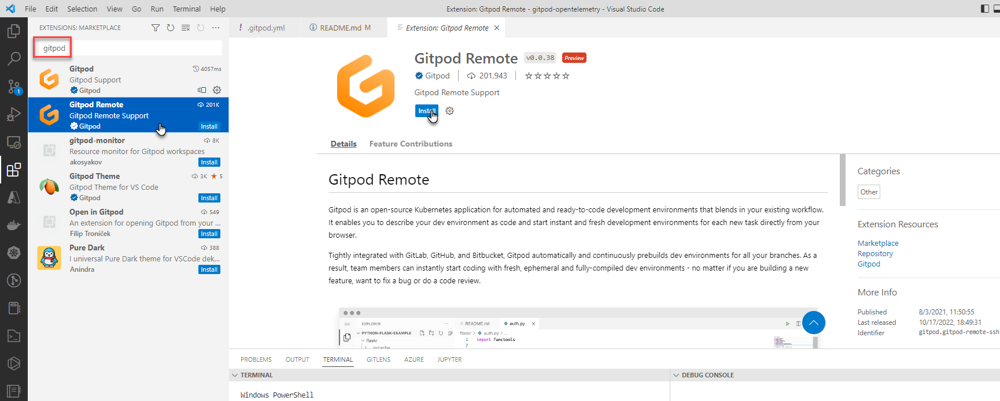 File Edit Selection View Go Run Terminal Help
Extension: Gitpod Remote - gitpod-opentelemetry - Visual Studio Code
EXTENSIONS: MARKETPLACE
gitpod
Gitpod 4057ms
Gitpod Support
Gitpod
Gitpod Remote 201K
Gitpod Remote Support
Gitpod Install
gitpod-monitor 8K
Resource monitor for Gitpod workspaces
akosyakov Install
Gitpod Theme 3K ★ 5
Gitpod Theme for VS Code
Gitpod Install
Open in Gitpod 549
An extension for opening Gitpod from your ...
Filip Troníček Install
Pure Dark 388
I universal Pure Dark theme for VSCode dek...
Anindra Install
1
! .gitpod.yml
README.md M
Extension: Gitpod Remote
Gitpod Remote v0.0.38 Preview
Gitpod 201,943
Gitpod Remote Support
Install
Details Feature Contributions
Gitpod Remote
Gitpod is an open-source Kubernetes application for automated and ready-to-code development environments that blends in your existing workflow.
It enables you to describe your dev environment as code and start instant and fresh development environments for each new task directly from your
browser.
Tightly integrated with GitLab, GitHub, and Bitbucket, Gitpod automatically and continuously prebuilds dev environments for all your branches. As a
result, team members can instantly start coding with fresh, ephemeral and fully-compiled dev environments - no matter if you are building a new
feature, want to fix a bug or do a code review.
EXPLORER ... README.rst auth.py
PYTHON-FLASK-EXAMPLE flaskr > auth.py > ...
flaskr 1 import functools
pycache 2
Categories
Other
Extension Resources
Marketplace
Repository
Gitpod
More Info
Published 8/3/2021, 11:50:55
Last released 10/17/2022, 18:49:31
Identifier gitpod.gitpod-remote-ssh
PROBLEMS OUTPUT TERMINAL GITLENS AZURE JUPYTER
TERMINAL
DEBUG CONSOLE
Windows PowerShell